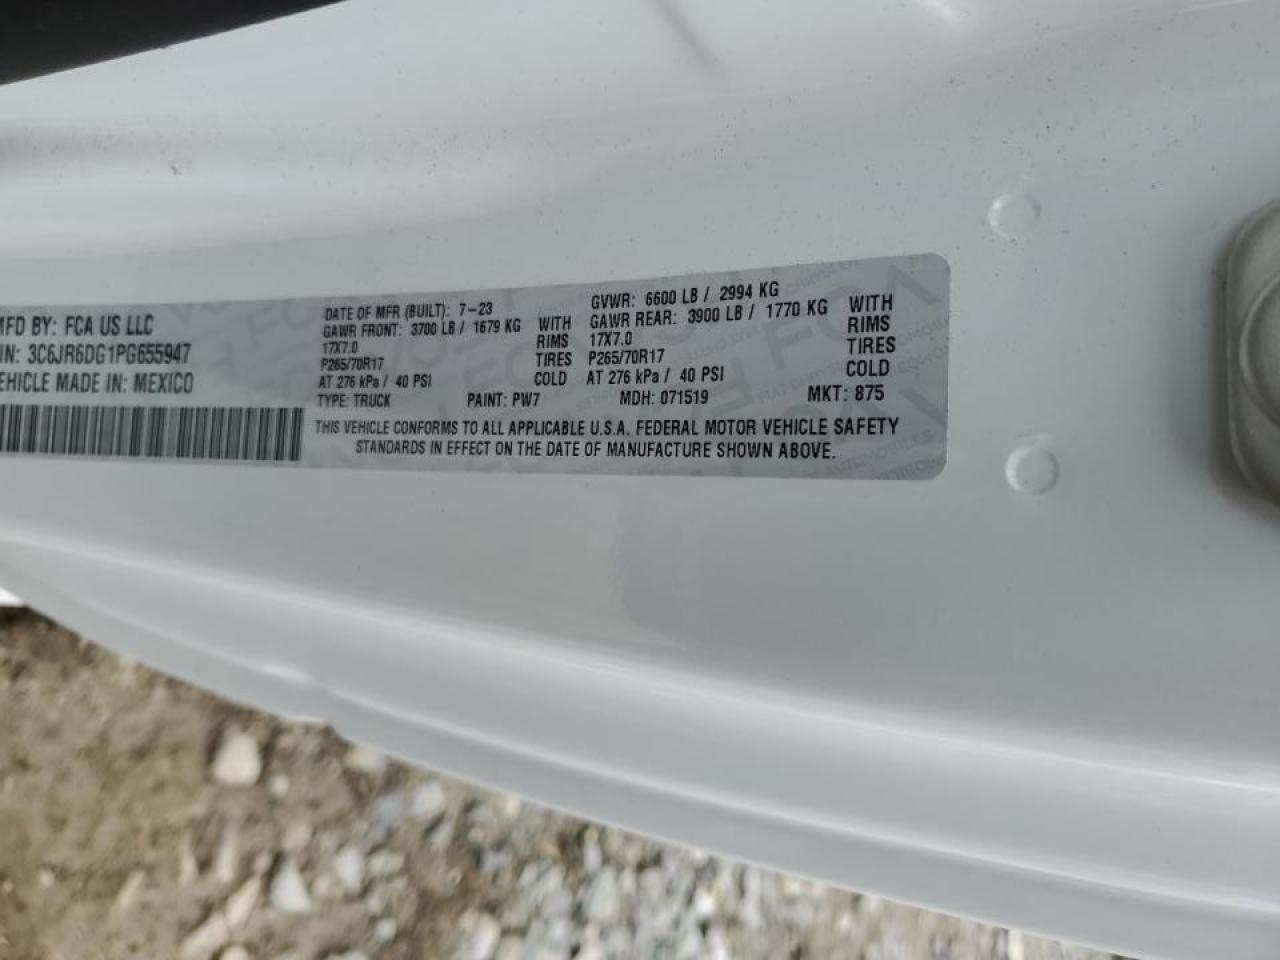 MFD BY: FCA US LLC
IN: 3C6JR6DG1PG655947
EHICLE MADE IN: MEXICO
DATE OF MFR (BUILT): 7-23
GAWR FRONT: 3700 LB / 1679 KG WITH
17X7.0 RIMS
P265/70R17 TIRES
AT 276 kPa / 40 PSI COLD
TYPE: TRUCK PAINT: PW7
GVWR: 6600 LB / 2994 KG
GAWR REAR: 3900 LB / 1770 KG WITH
17X7.0 RIMS
P265/70R17 TIRES
AT 276 kPa / 40 PSI COLD
MDH: 071519 MKT: 875
THIS VEHICLE CONFORMS TO ALL APPLICABLE U.S.A. FEDERAL MOTOR VEHICLE SAFETY
STANDARDS IN EFFECT ON THE DATE OF MANUFACTURE SHOWN ABOVE.